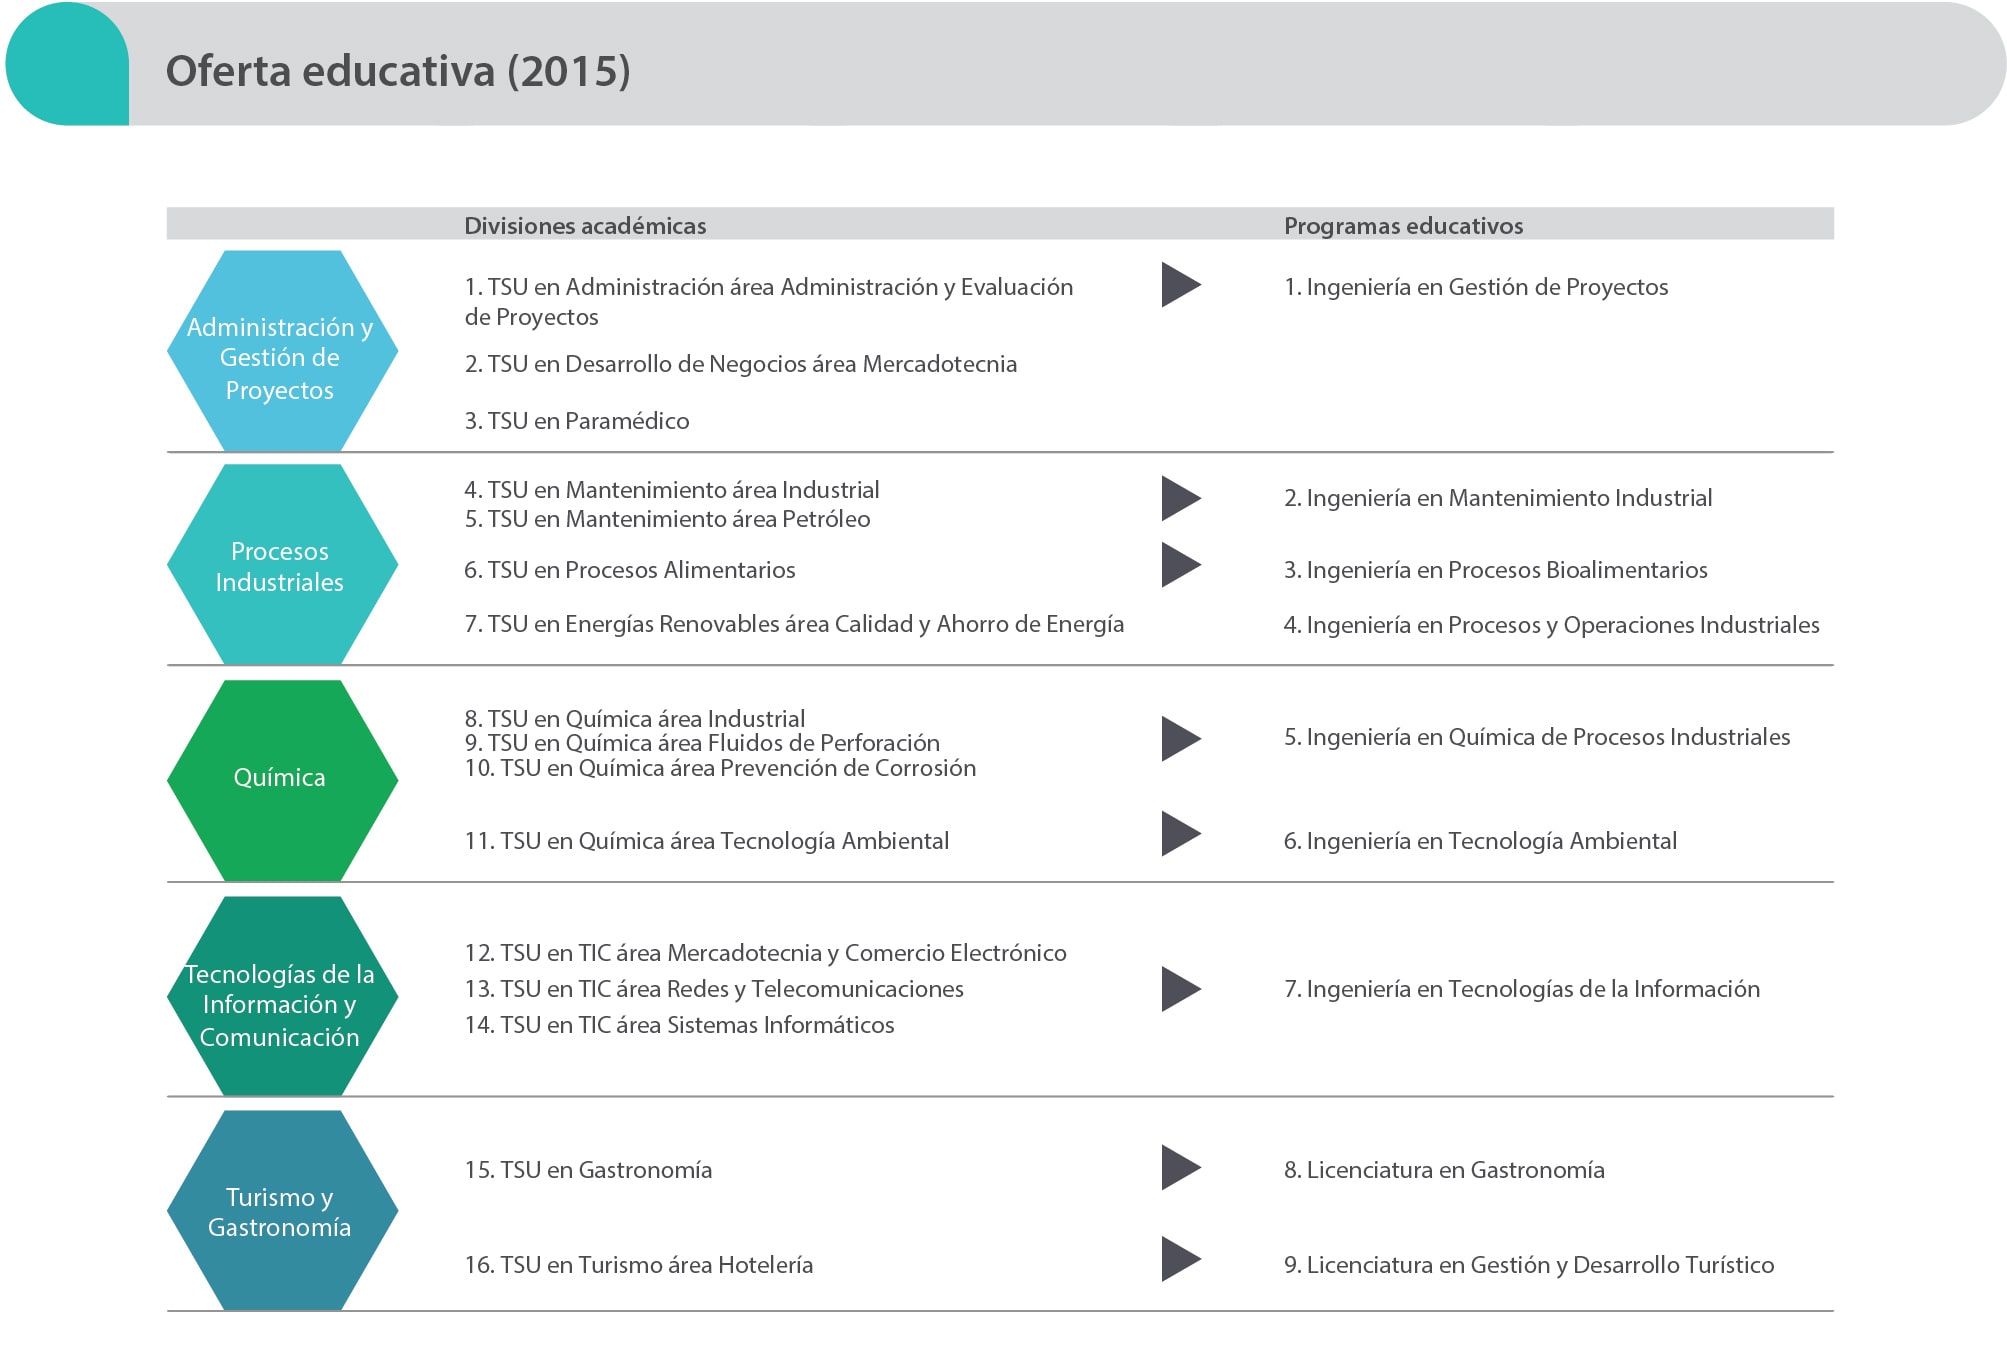 Oferta educativa (2015)
Divisiones académicas
Programas educativos
Administración y
Gestión de
Proyectos
1. TSU en Administración área Administración y Evaluación
de Proyectos
1. Ingeniería en Gestión de Proyectos
2. TSU en Desarrollo de Negocios área Mercadotecnia
3. TSU en Paramédico
Procesos
Industriales
4. TSU en Mantenimiento área Industrial
5. TSU en Mantenimiento área Petróleo
2. Ingeniería en Mantenimiento Industrial
6. TSU en Procesos Alimentarios
3. Ingeniería en Procesos Bioalimentarios
7. TSU en Energías Renovables área Calidad y Ahorro de Energía
4. Ingeniería en Procesos y Operaciones Industriales
Química
8. TSU en Química área Industrial
9. TSU en Química área Fluidos de Perforación
10. TSU en Química área Prevención de Corrosión
5. Ingeniería en Química de Procesos Industriales
11. TSU en Química área Tecnología Ambiental
6. Ingeniería en Tecnología Ambiental
Tecnologías de la
Información y
Comunicación
12. TSU en TIC área Mercadotecnia y Comercio Electrónico
13. TSU en TIC área Redes y Telecomunicaciones
14. TSU en TIC área Sistemas Informáticos
7. Ingeniería en Tecnologías de la Información
Turismo y
Gastronomía
15. TSU en Gastronomía
8. Licenciatura en Gastronomía
16. TSU en Turismo área Hotelería
9. Licenciatura en Gestión y Desarrollo Turístico